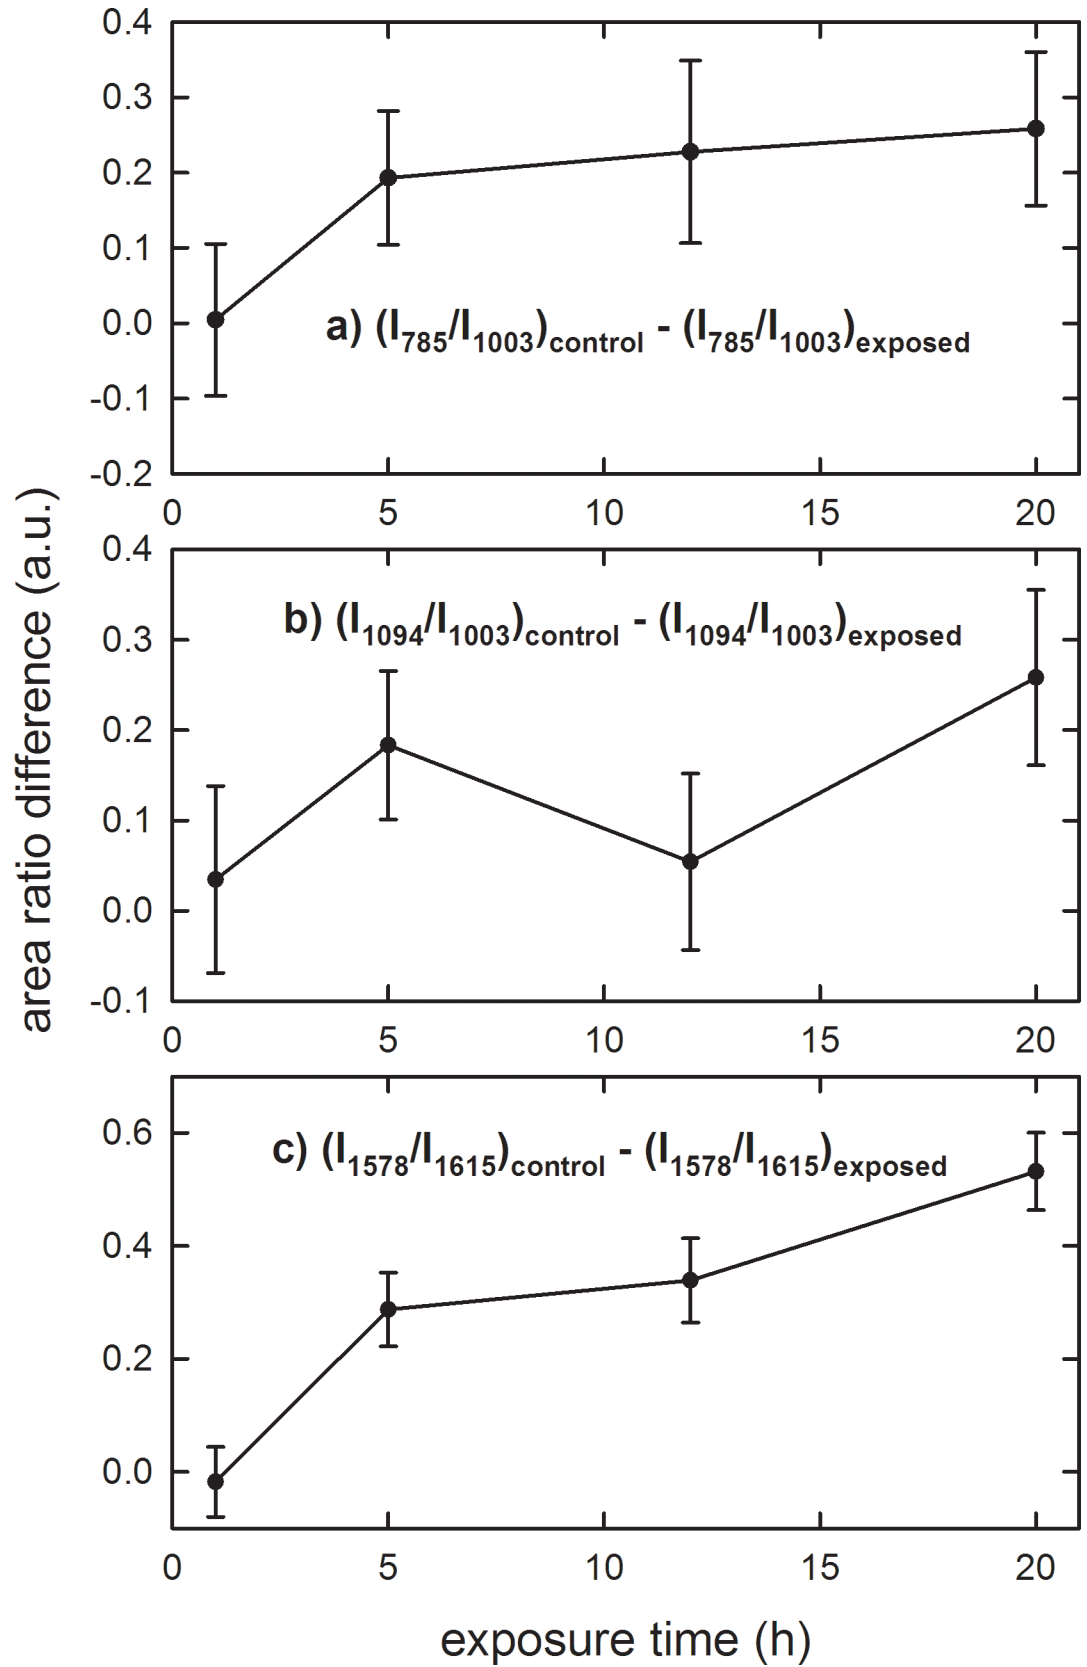 area ratio difference (a.u.)
0.4
0.3
0.2
0.1
0.0
-0.1
-0.2
a) (I785/I1003)control - (I785/I1003)exposed
0 5 10 15 20
0.4
0.3
0.2
0.1
0.0
-0.1
b) (I1094/I1003)control - (I1094/I1003)exposed
0 5 10 15 20
0.6
0.4
0.2
0.0
c) (I1578/I1615)control - (I1578/I1615)exposed
0 5 10 15 20
exposure time (h)